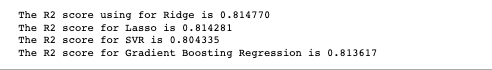 The R2 score using for Ridge is 0.814770
The R2 score for Lasso is 0.814281
The R2 score for SVR is 0.804335
The R2 score for Gradient Boosting Regression is 0.813617